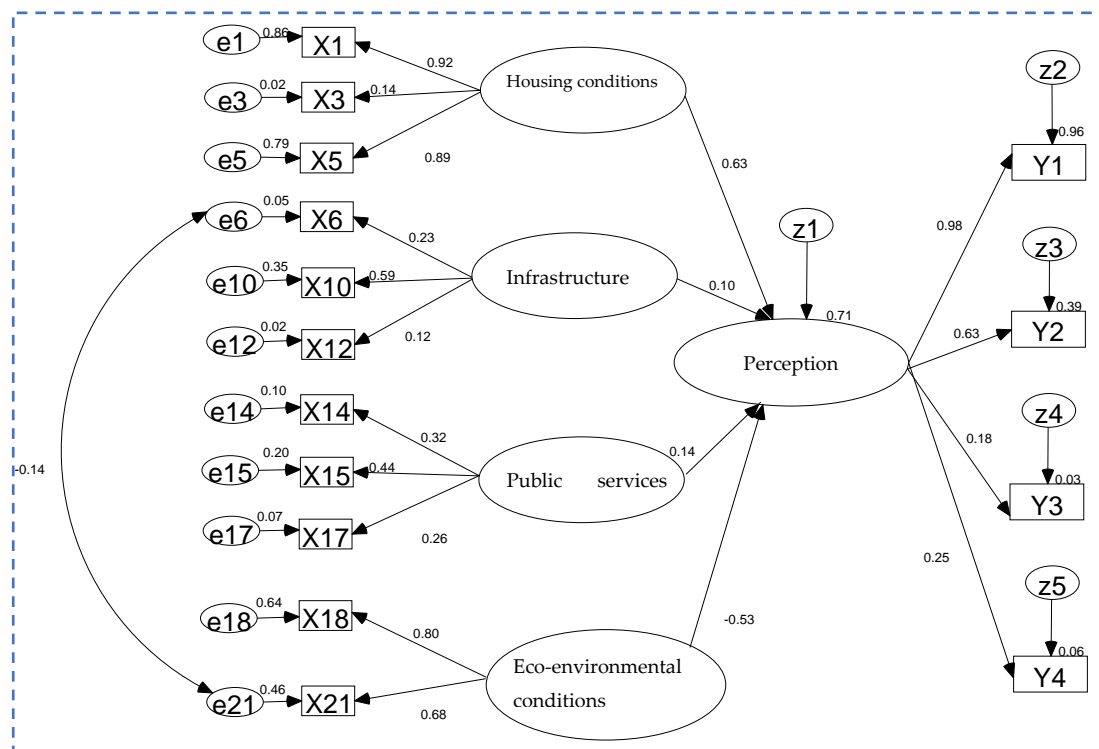 e1
0.86
X1
0.92
Housing conditions
e3
0.02
X3
0.14
e5
0.79
X5
0.89
0.63
e6
0.05
X6
0.23
Infrastructure
e10
0.35
X10
0.59
0.10
e12
0.02
X12
0.12
z1
0.71
Perception
e14
0.10
X14
0.32
Public services
0.14
e15
0.20
X15
0.44
e17
0.07
X17
0.26
-0.14
e18
0.64
X18
0.80
-0.53
Eco-environmental
conditions
e21
0.46
X21
0.68
z2
0.96
Y1
0.98
z3
0.39
Y2
0.63
z4
0.03
Y3
0.18
z5
0.06
Y4
0.25